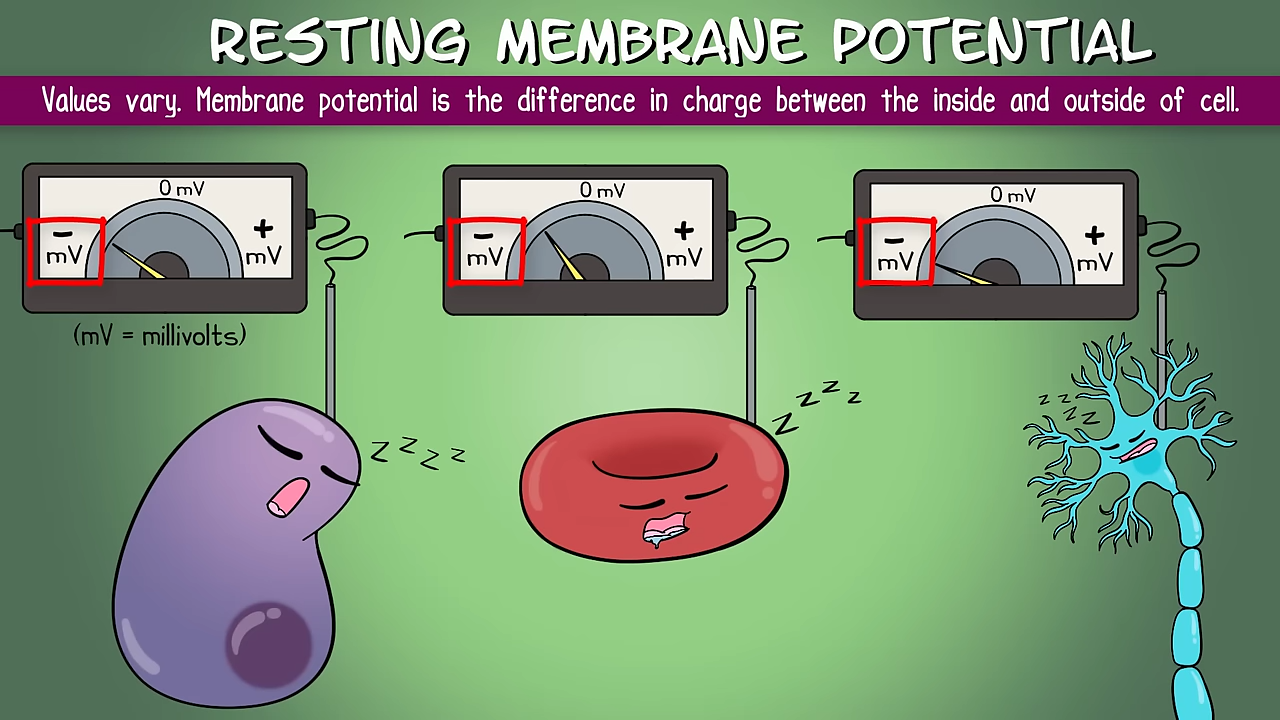 RESTING MEMBRANE POTENTIAL
Values vary. Membrane potential is the difference in charge between the inside and outside of cell.
0 mV
- +
mV mV
0 mV
- +
mV mV
0 mV
- +
mV mV
(mV = millivolts)
z z z z
z z z z
z z z z